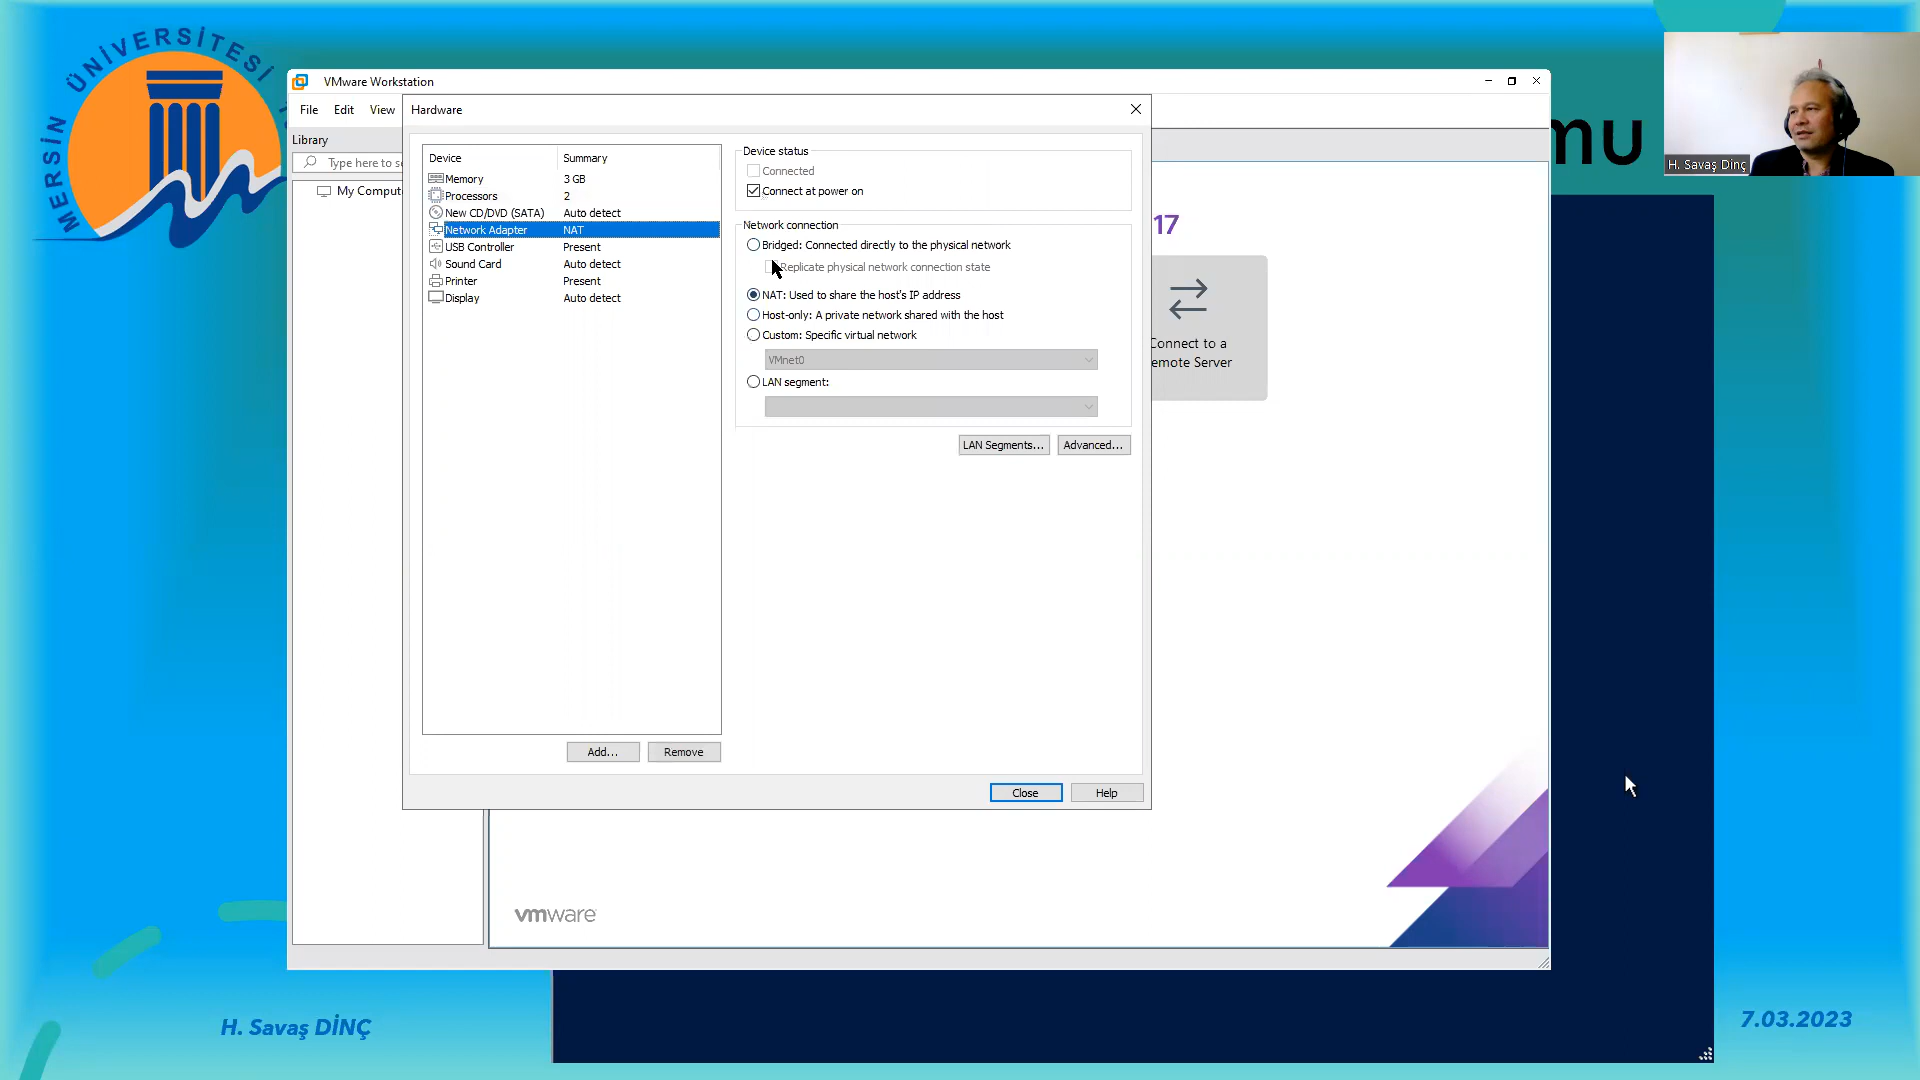 MERSİN ÜNİVERSİTESİ
VMware Workstation
File Edit View
Hardware
Library
Type here to se
My Comput
Device Summary
Memory 3 GB
Processors 2
New CD/DVD (SATA) Auto detect
Network Adapter NAT
USB Controller Present
Sound Card Auto detect
Printer Present
Display Auto detect
Add...
Remove
Device status
Connected
Connect at power on
Network connection
Bridged: Connected directly to the physical network
Replicate physical network connection state
NAT: Used to share the host's IP address
Host-only: A private network shared with the host
Custom: Specific virtual network
VMnet0
LAN segment:
LAN Segments...
Advanced...
Close
Help
17
Connect to a
emote Server
mu
H. Savaş Dinç
vmware
H. Savaş DİNÇ
7.03.2023